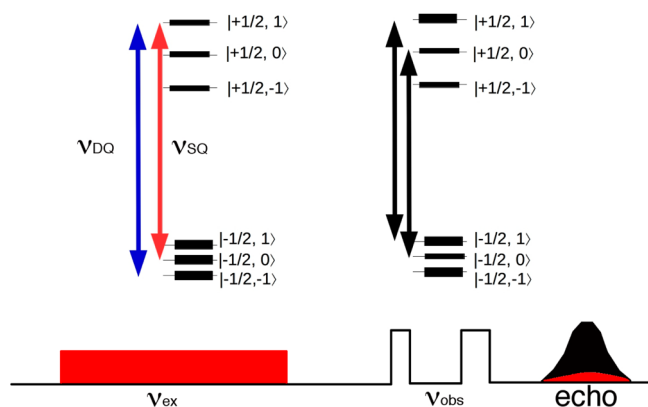 |+1/2, 1⟩
|+1/2, 0⟩
|+1/2,-1⟩
νDQ
νSQ
|-1/2, 1⟩
|-1/2, 0⟩
|-1/2,-1⟩
|+1/2, 1⟩
|+1/2, 0⟩
|+1/2,-1⟩
|-1/2, 1⟩
|-1/2, 0⟩
|-1/2,-1⟩
νex
νobs
echo